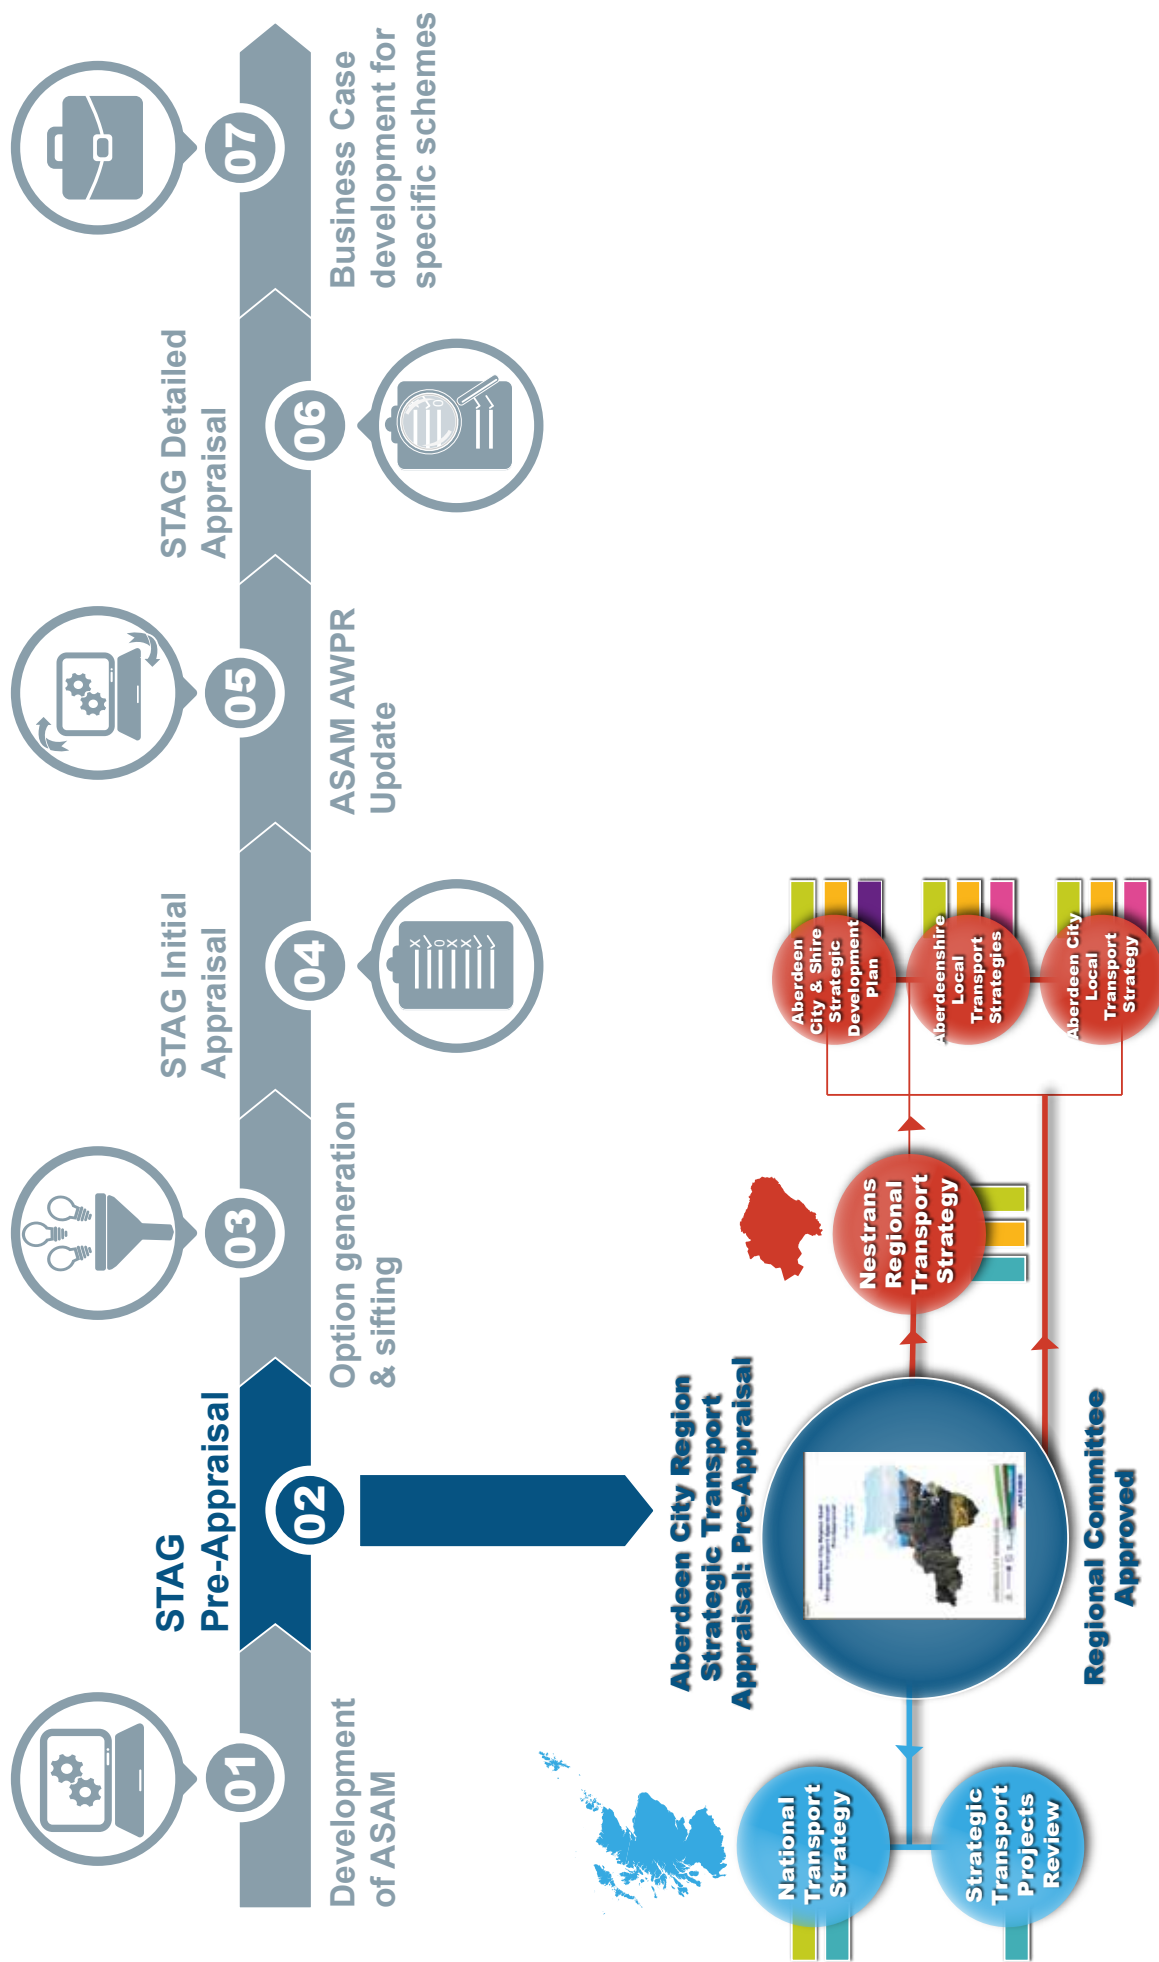 01
Development
of ASAM
STAG
Pre-Appraisal
02
03
Option generation
& sifting
STAG Initial
Appraisal
04
X
O
X
X
05
ASAM AWPR
Update
STAG Detailed
Appraisal
06
07
Business Case
development for
specific schemes
Aberdeen City Region
Strategic Transport
Appraisal: Pre-Appraisal
Regional Committee
Approved
National
Transport
Strategy
Strategic
Transport
Projects
Review
Nestrans
Regional
Transport
Strategy
Aberdeen
City & Shire
Strategic
Development
Plan
Aberdeenshire
Local
Transport
Strategies
Aberdeen City
Local
Transport
Strategy